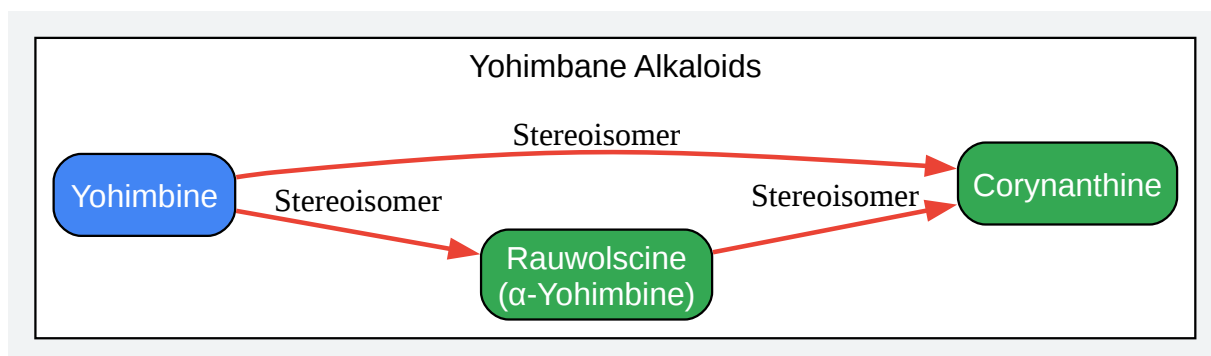 Yohimbane Alkaloids
Stereoisomer
Yohimbine
Stereoisomer
Stereoisomer
Corynanthine
Rauwolscine
(α-Yohimbine)